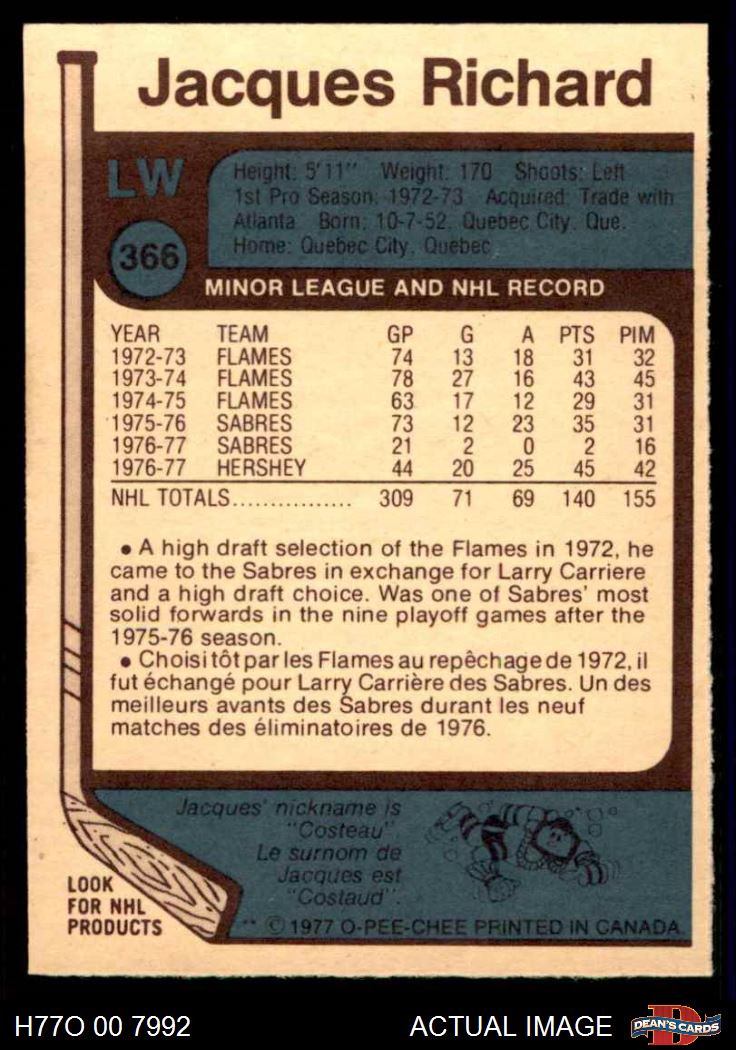 Jacques Richard
LW
Height: 5'11" Weight: 170 Shoots: Left
1st Pro Season: 1972-73 Acquired: Trade with
Atlanta Born: 10-7-52, Quebec City, Que.
Home: Quebec City, Quebec
366
MINOR LEAGUE AND NHL RECORD
YEAR TEAM GP G A PTS PIM
1972-73 FLAMES 74 13 18 31 32
1973-74 FLAMES 78 27 16 43 45
1974-75 FLAMES 63 17 12 29 31
1975-76 SABRES 73 12 23 35 31
1976-77 SABRES 21 2 0 2 16
1976-77 HERSHEY 44 20 25 45 42
NHL TOTALS................ 309 71 69 140 155
• A high draft selection of the Flames in 1972, he
came to the Sabres in exchange for Larry Carriere
and a high draft choice. Was one of Sabres' most
solid forwards in the nine playoff games after the
1975-76 season.
• Choisi tôt par les Flames au repêchage de 1972, il
fut échangé pour Larry Carrière des Sabres. Un des
meilleurs avants des Sabres durant les neuf
matches des éliminatoires de 1976.
Jacques' nickname is
"Costeau".
Le surnom de
Jacques est
"Costaud".
LOOK
FOR NHL
PRODUCTS
** © 1977 O-PEE-CHEE PRINTED IN CANADA.
H77O 00 7992 ACTUAL IMAGE
D
DEAN'S CARDS